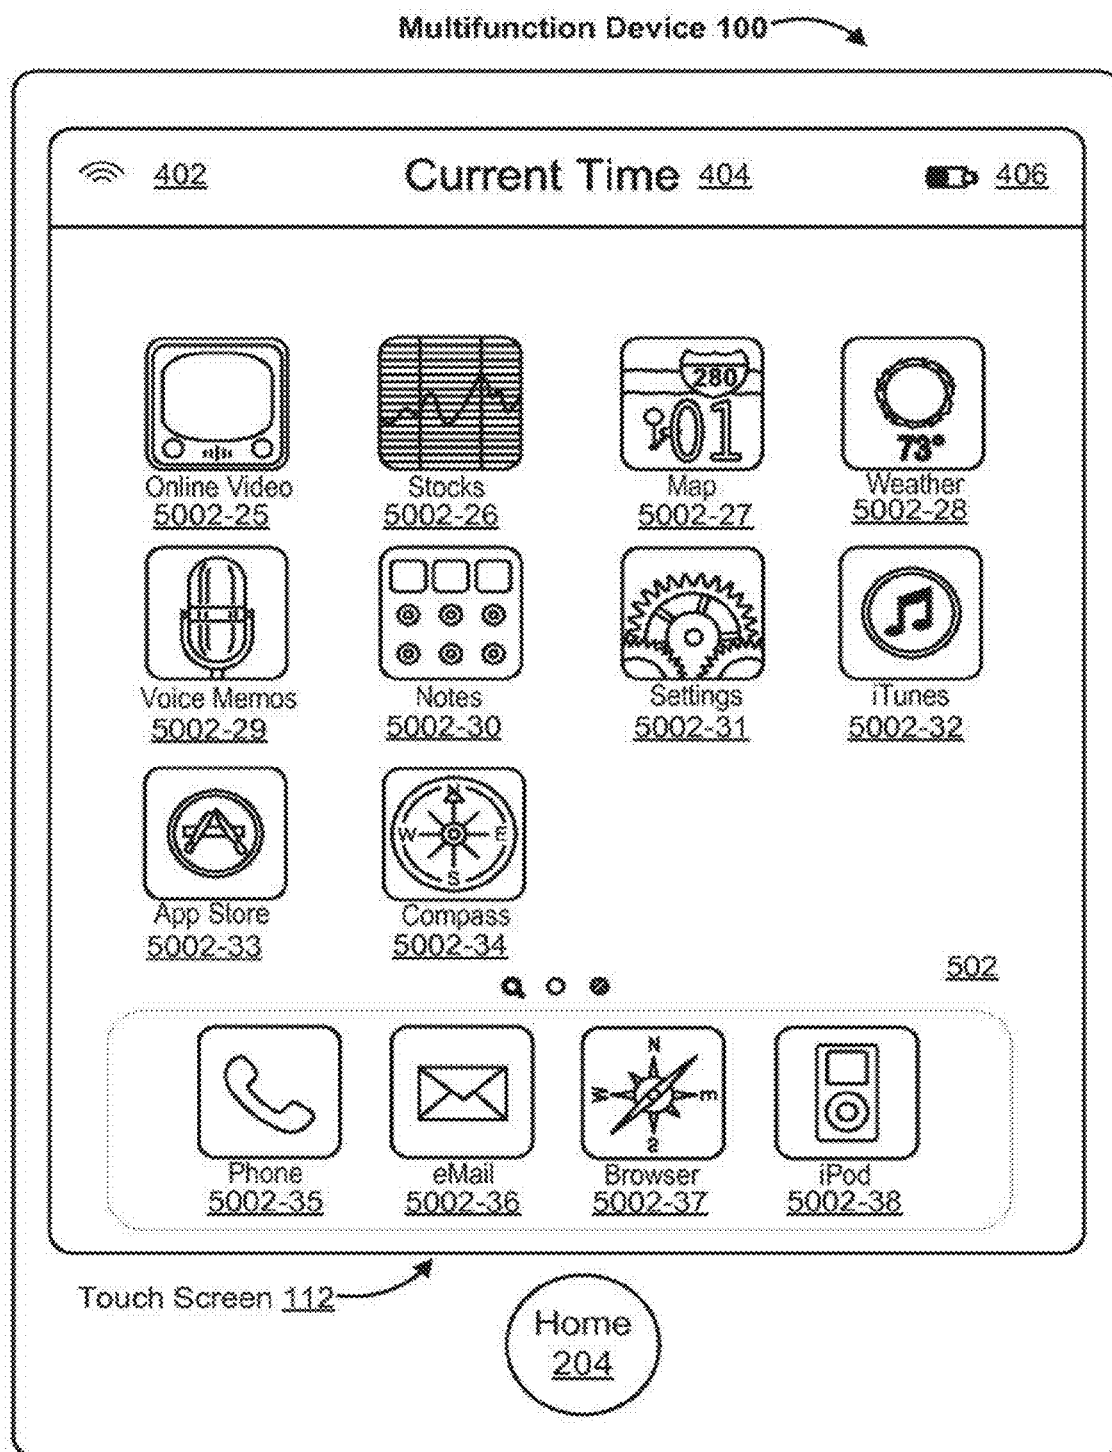 Multifunction Device 100
402 Current Time 404 406
280
01 73°
Online Video Stocks Map Weather
5002-25 5002-26 5002-27 5002-28
Voice Memos Notes Settings iTunes
5002-29 5002-30 5002-31 5002-32
N
W E
S
App Store Compass
5002-33 5002-34
502
N
W E
S
Phone eMail Browser iPod
5002-35 5002-36 5002-37 5002-38
Touch Screen 112
Home
204